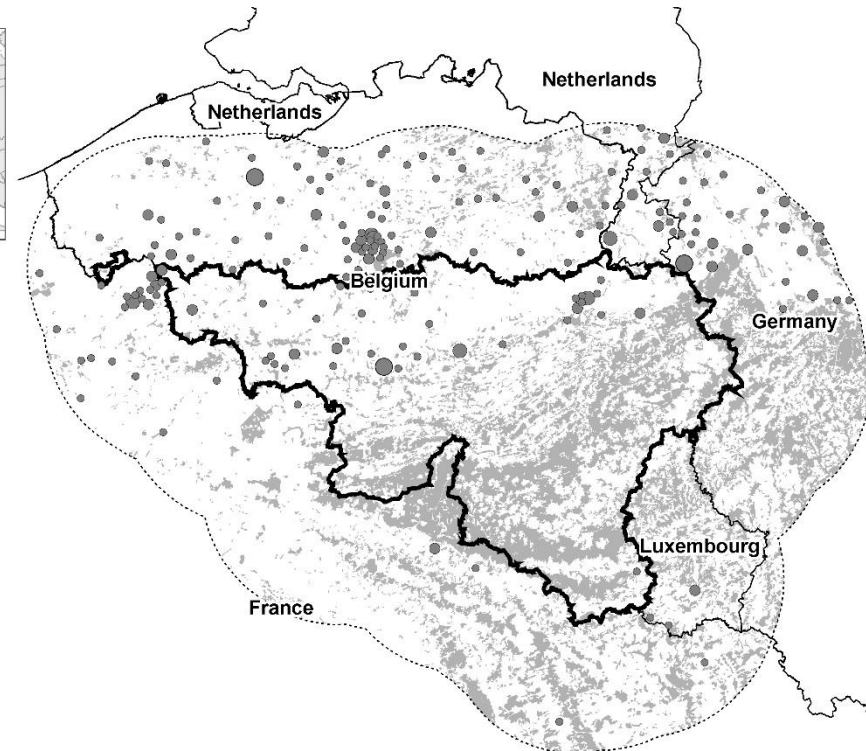 Netherlands
Netherlands
Belgium
Germany
Luxembourg
France